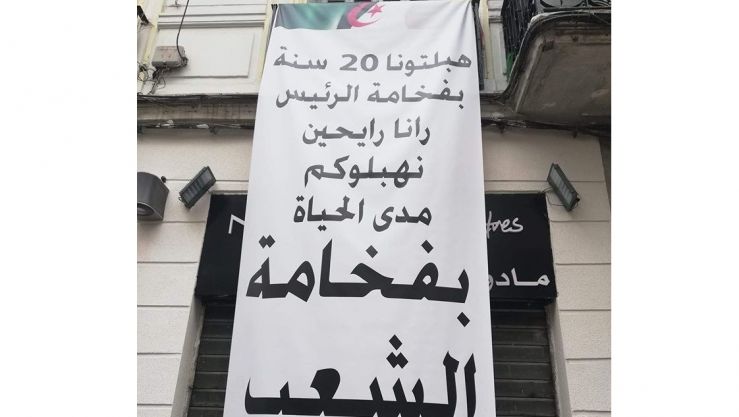 هبلتونا 20 سنة
بفخامة الرئيس
رانا رايحين
نهبلوكم
مدى الحياة
بفخامة
الشعب